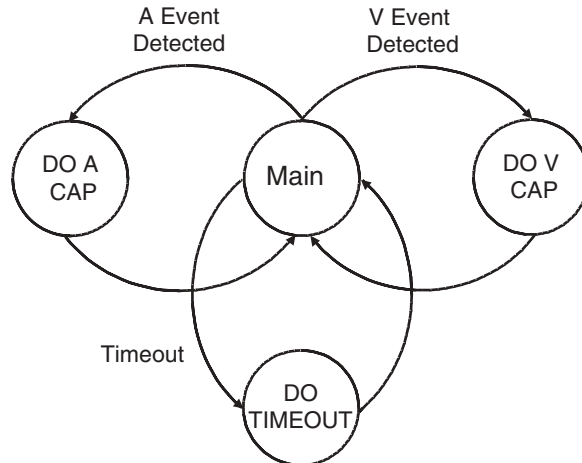 A Event
Detected
V Event
Detected
DO A
CAP
Main
DO V
CAP
Timeout
DO
TIMEOUT